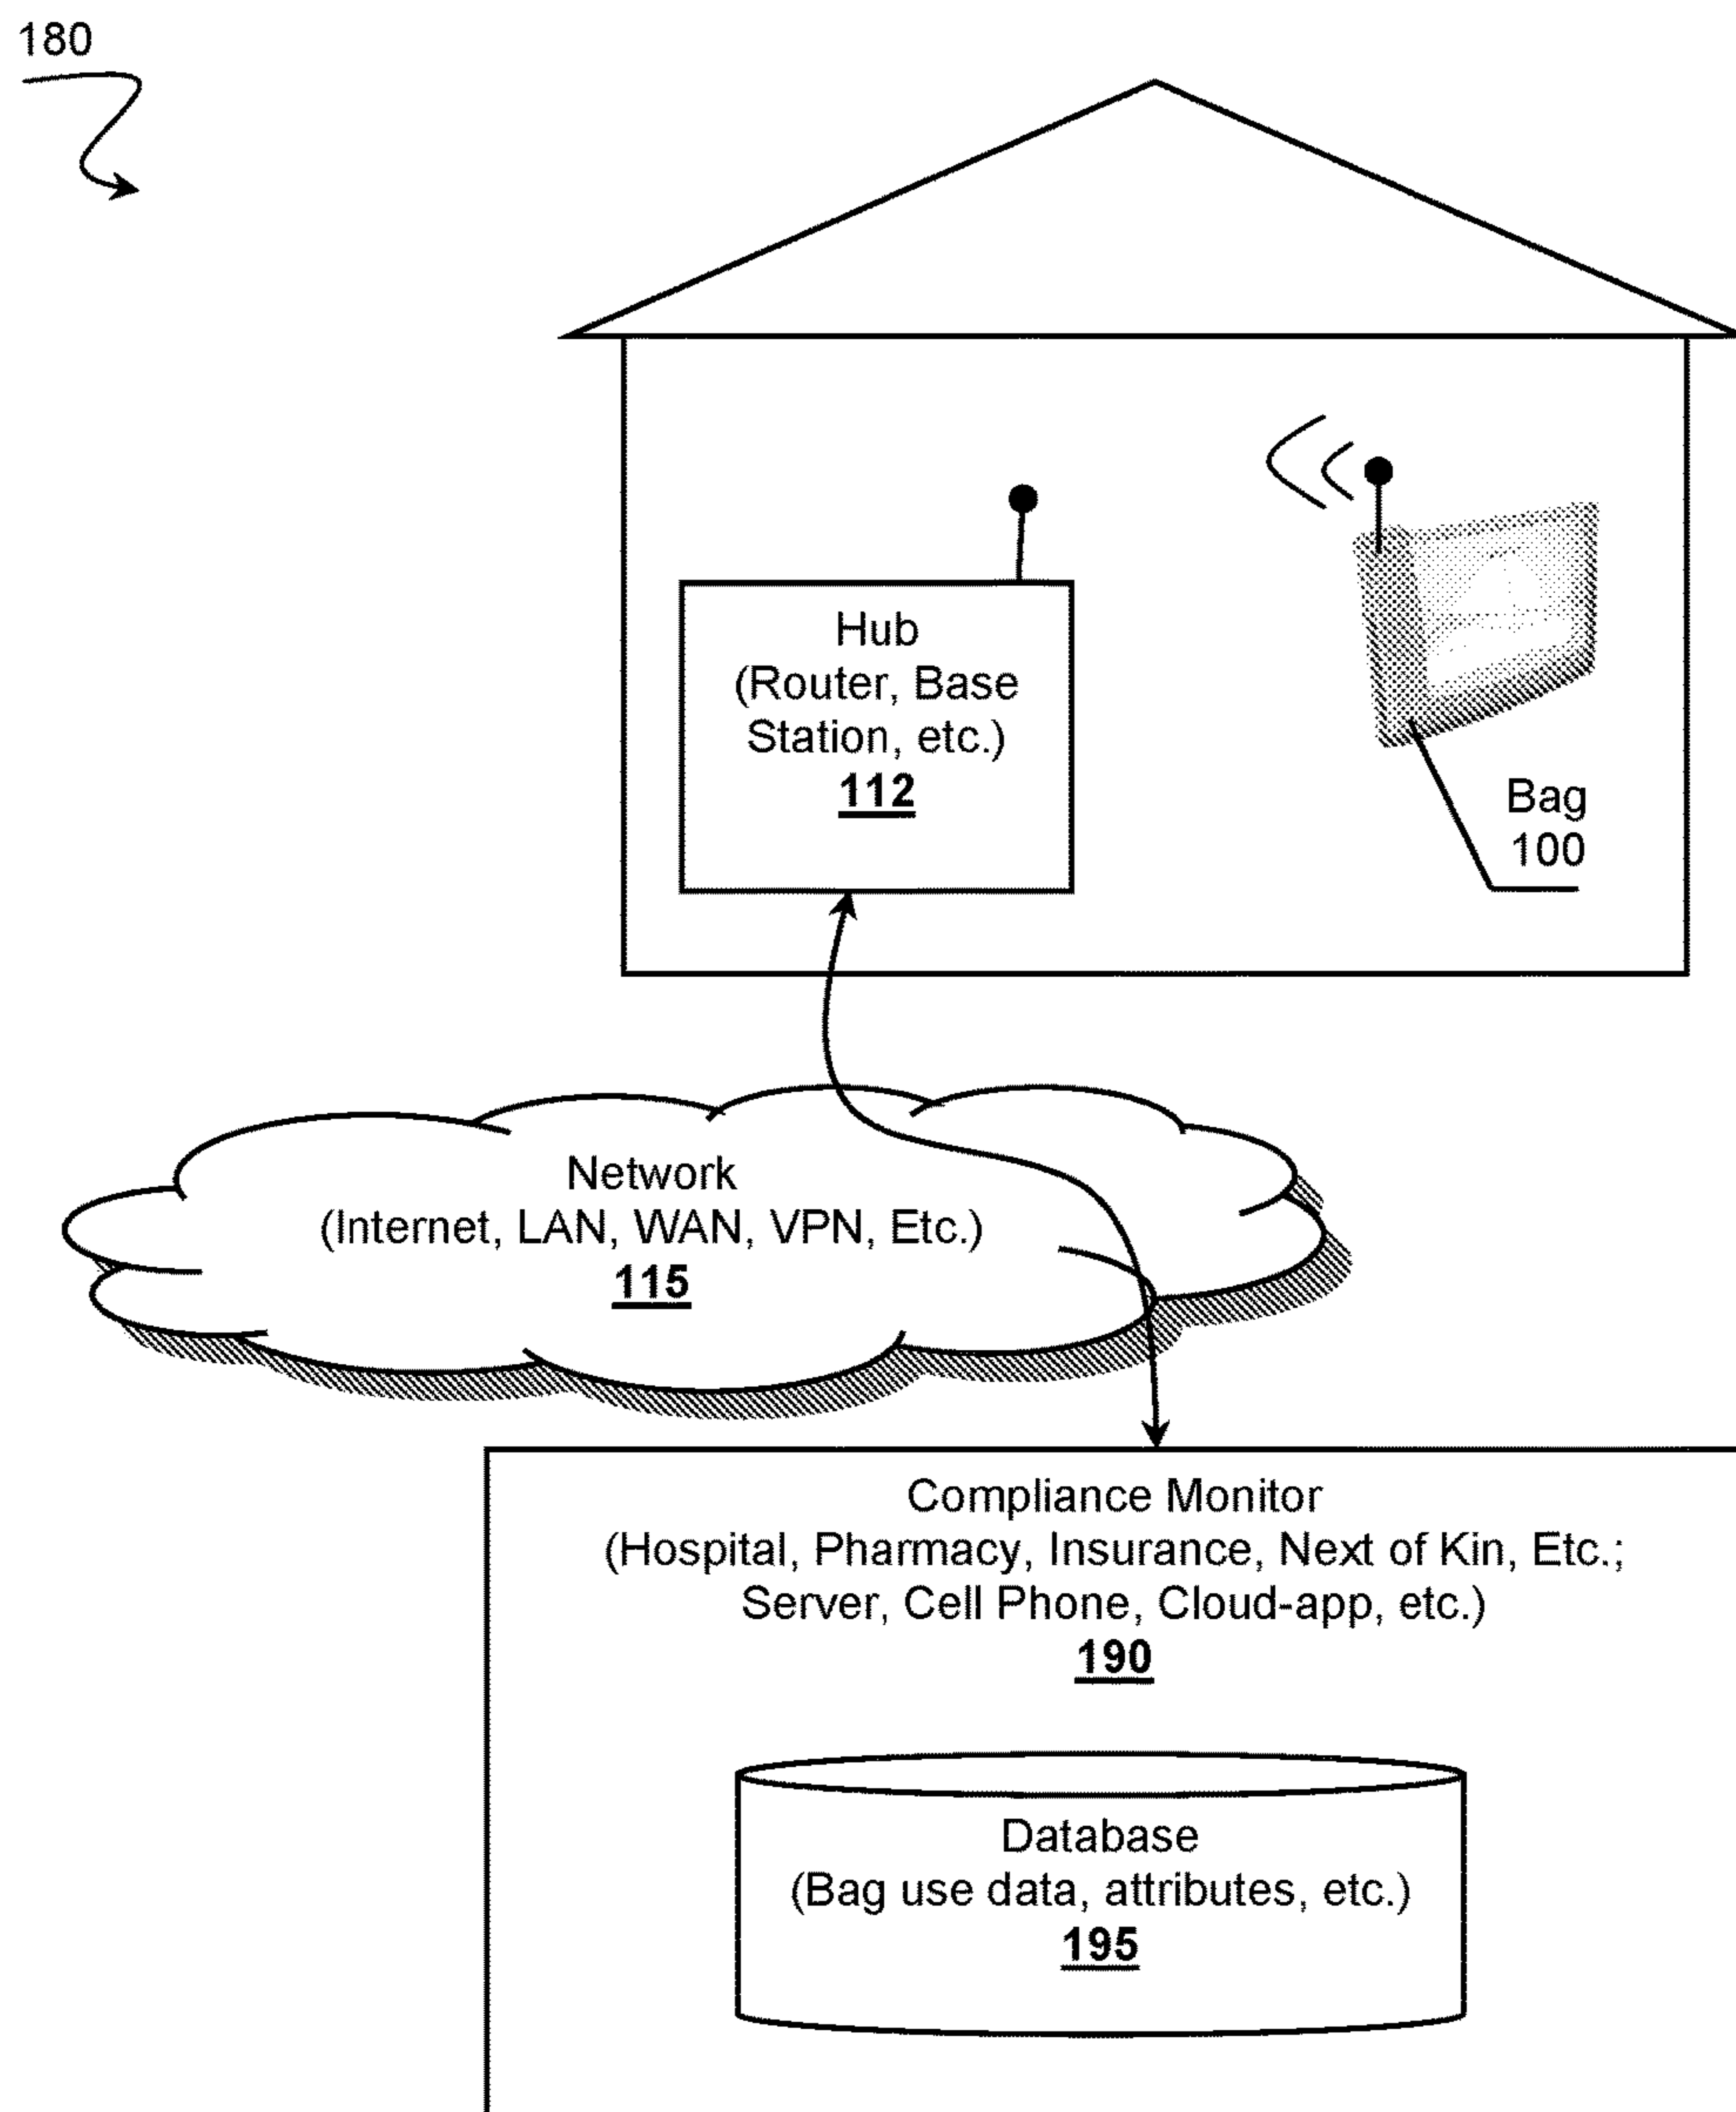 180
Hub
(Router, Base
Station, etc.)
112
Bag
100
Network
(Internet, LAN, WAN, VPN, Etc.)
115
Compliance Monitor
(Hospital, Pharmacy, Insurance, Next of Kin, Etc.;
Server, Cell Phone, Cloud-app, etc.)
190
Database
(Bag use data, attributes, etc.)
195